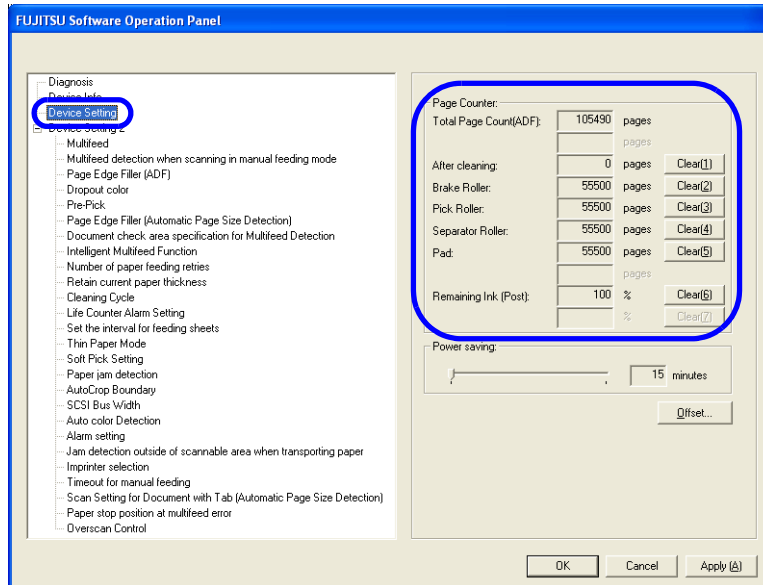 FUJITSU Software Operation Panel
Diagnosis
Device Info
Device Setting
Device Setting 2
Multifeed
Multifeed detection when scanning in manual feeding mode
Page Edge Filler (ADF)
Dropout color
Pre-Pick
Page Edge Filler (Automatic Page Size Detection)
Document check area specification for Multifeed Detection
Intelligent Multifeed Function
Number of paper feeding retries
Retain current paper thickness
Cleaning Cycle
Life Counter Alarm Setting
Set the interval for feeding sheets
Thin Paper Mode
Soft Pick Setting
Paper jam detection
AutoCrop Boundary
SCSI Bus Width
Auto color Detection
Alarm setting
Jam detection outside of scannable area when transporting paper
Imprinter selection
Timeout for manual feeding
Scan Setting for Document with Tab (Automatic Page Size Detection)
Paper stop position at multifeed error
Overscan Control
Page Counter:
Total Page Count(ADF): 105490 pages
pages
After cleaning: 0 pages Clear(1)
Brake Roller: 55500 pages Clear(2)
Pick Roller: 55500 pages Clear(3)
Separator Roller: 55500 pages Clear(4)
Pad: 55500 pages Clear(5)
pages
Remaining Ink (Post): 100 % Clear(6)
% Clear(7)
Power saving:
15 minutes
Offset...
OK Cancel Apply (A)